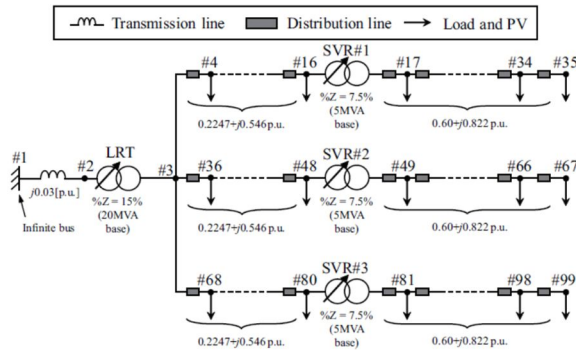 Transmission line Distribution line Load and PV
#4 #16 SVR#1 #17 #34 #35
0.2247+j0.546 p.u. %Z = 7.5% (5MVA base) 0.60+j0.822 p.u.
#1 #2 LRT #3
j0.03[p.u.] %Z = 15% (20MVA base)
Infinite bus
#36 #48 SVR#2 #49 #66 #67
0.2247+j0.546 p.u. %Z = 7.5% (5MVA base) 0.60+j0.822 p.u.
#68 #80 SVR#3 #81 #98 #99
0.2247+j0.546 p.u. %Z = 7.5% (5MVA base) 0.60+j0.822 p.u.